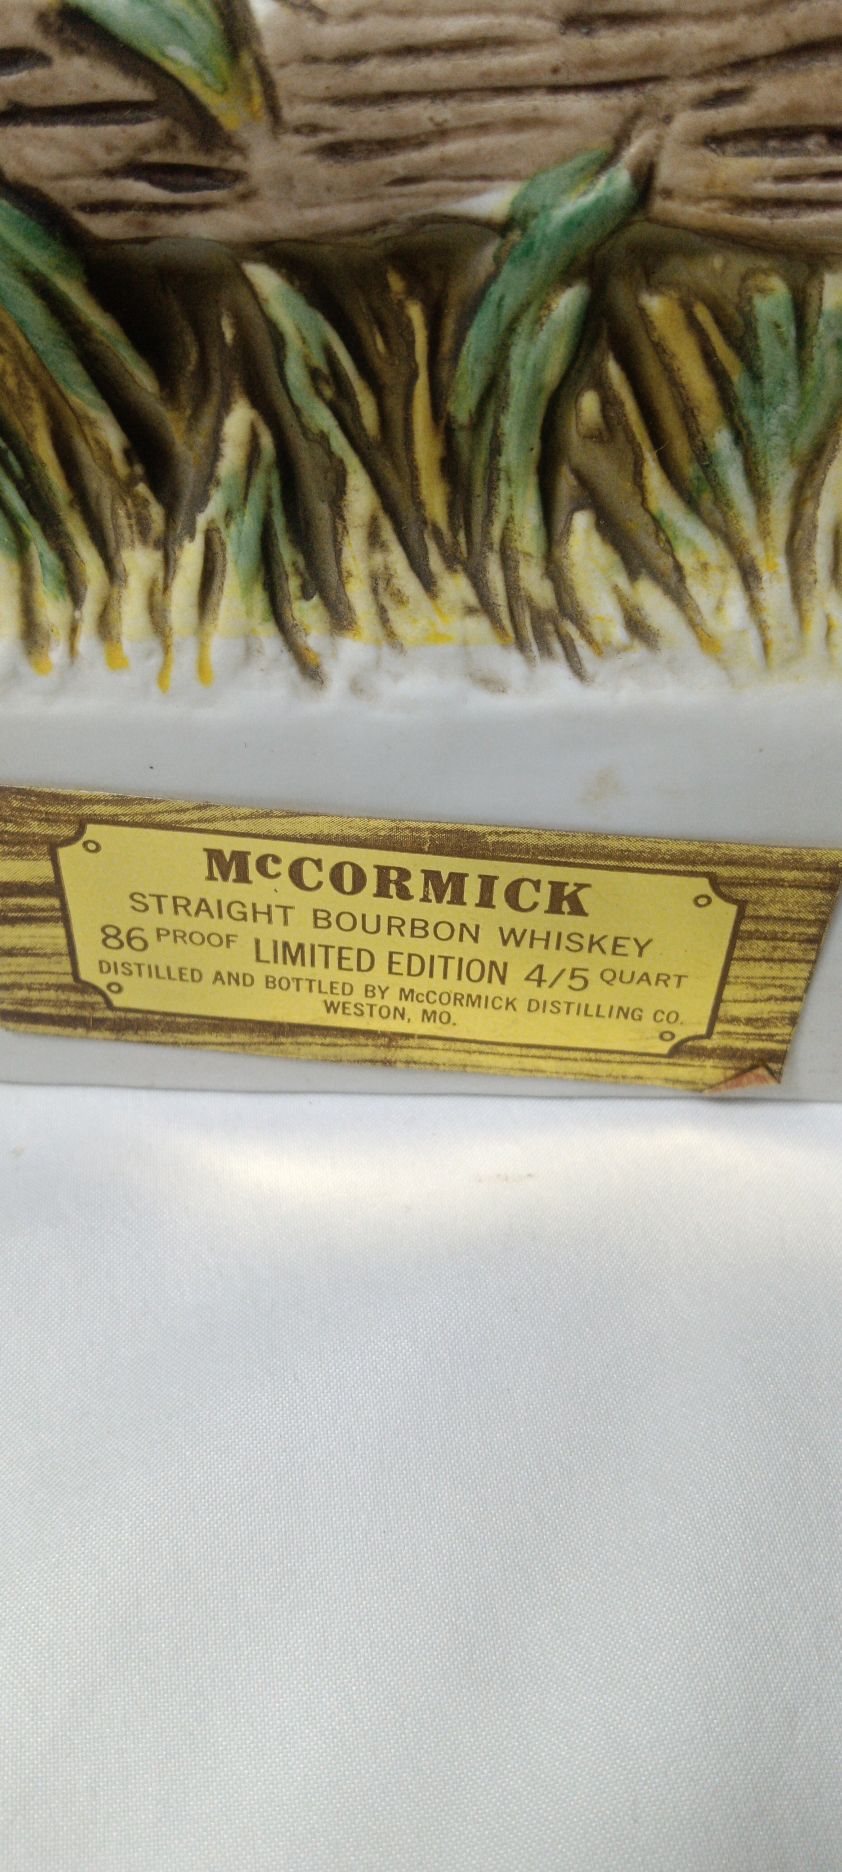 McCORMICK
STRAIGHT BOURBON WHISKEY
86 PROOF LIMITED EDITION 4/5 QUART
DISTILLED AND BOTTLED BY McCORMICK DISTILLING CO.
WESTON, MO.